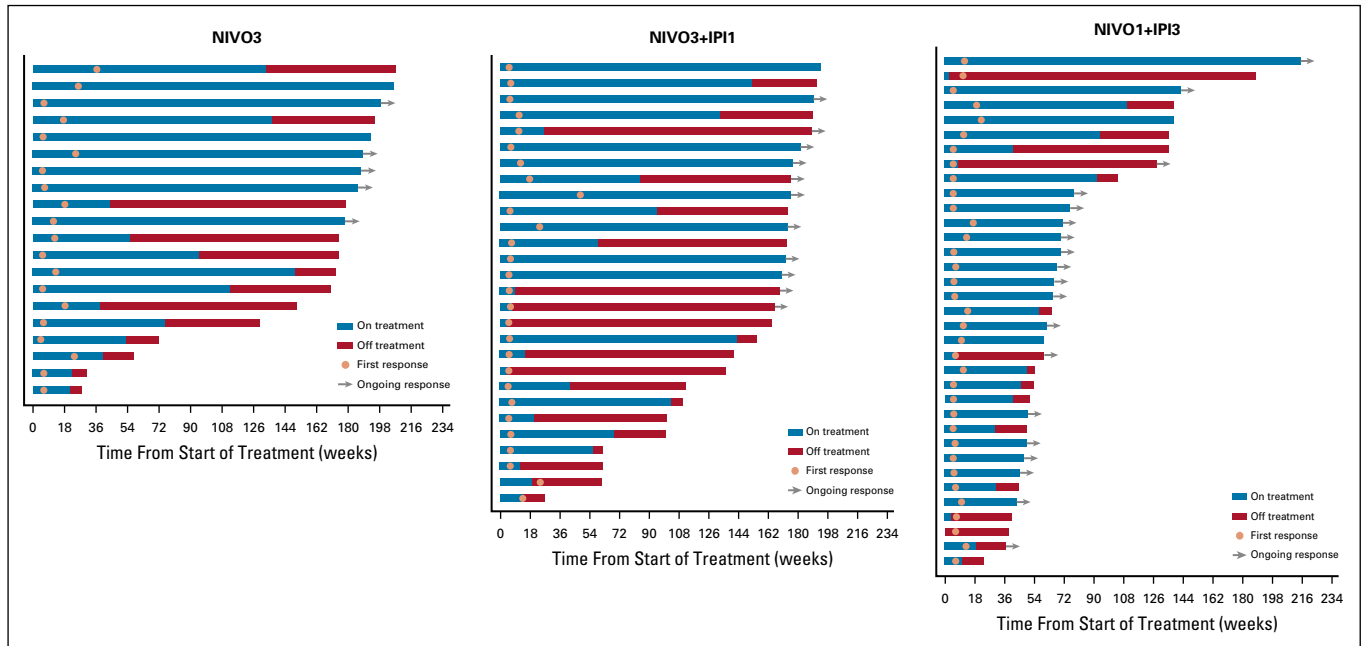 NIVO3
On treatment
Off treatment
First response
Ongoing response
0 18 36 54 72 90 108 126 144 162 180 198 216 234
Time From Start of Treatment (weeks)
NIVO3+IPI1
On treatment
Off treatment
First response
Ongoing response
0 18 36 54 72 90 108 126 144 162 180 198 216 234
Time From Start of Treatment (weeks)
NIVO1+IPI3
On treatment
Off treatment
First response
Ongoing response
0 18 36 54 72 90 108 126 144 162 180 198 216 234
Time From Start of Treatment (weeks)